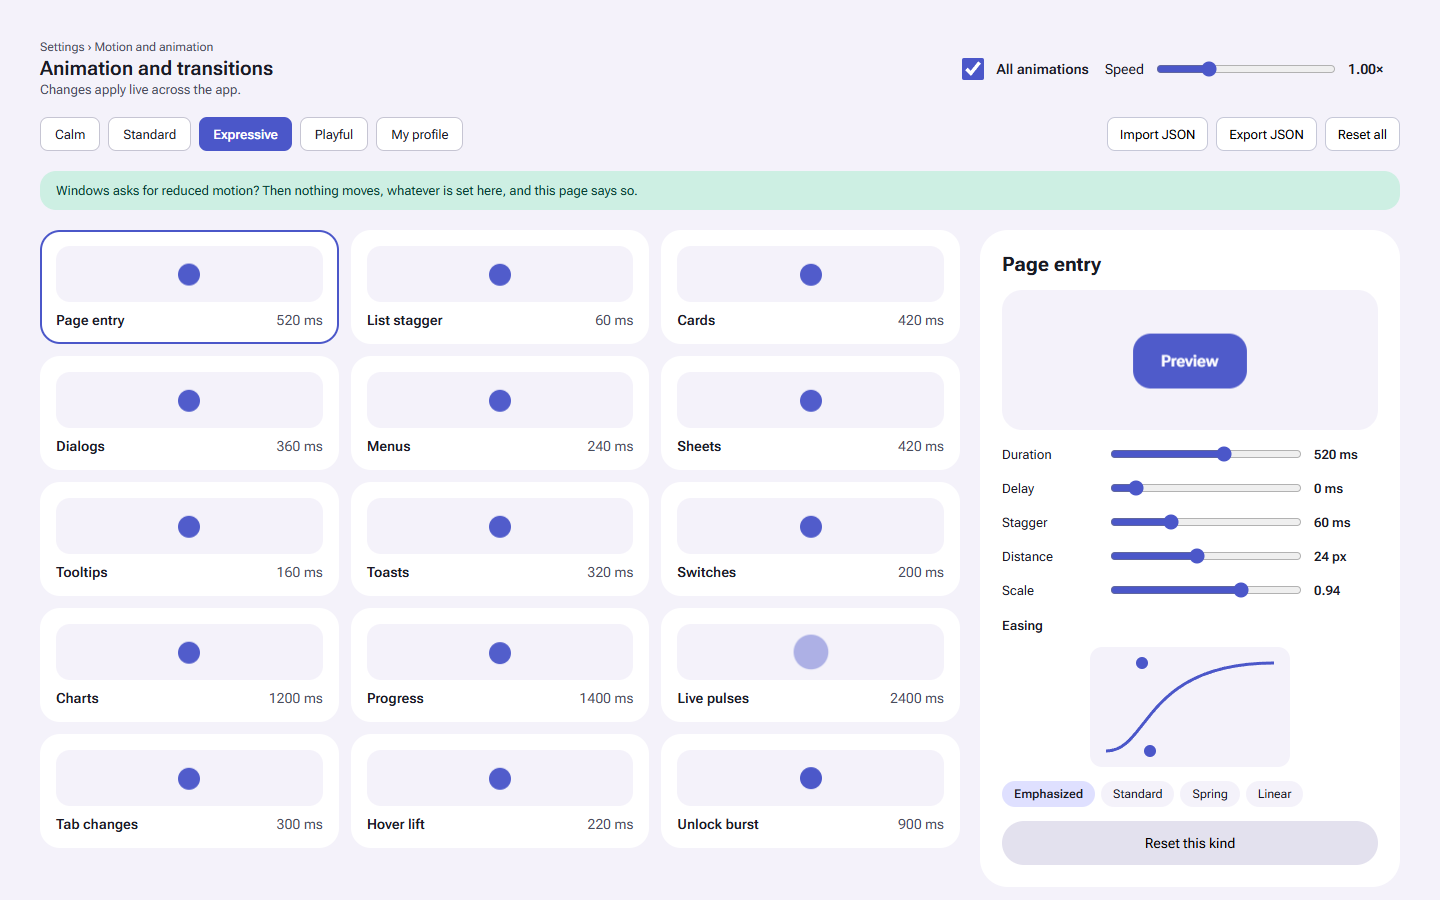 Settings › Motion and animation
Animation and transitions
Changes apply live across the app.
All animations
Speed
1.00×
Calm
Standard
Expressive
Playful
My profile
Import JSON
Export JSON
Reset all
Windows asks for reduced motion? Then nothing moves, whatever is set here, and this page says so.
Page entry 520 ms
List stagger 60 ms
Cards 420 ms
Dialogs 360 ms
Menus 240 ms
Sheets 420 ms
Tooltips 160 ms
Toasts 320 ms
Switches 200 ms
Charts 1200 ms
Progress 1400 ms
Live pulses 2400 ms
Tab changes 300 ms
Hover lift 220 ms
Unlock burst 900 ms
Page entry
Preview
Duration 520 ms
Delay 0 ms
Stagger 60 ms
Distance 24 px
Scale 0.94
Easing
Emphasized
Standard
Spring
Linear
Reset this kind